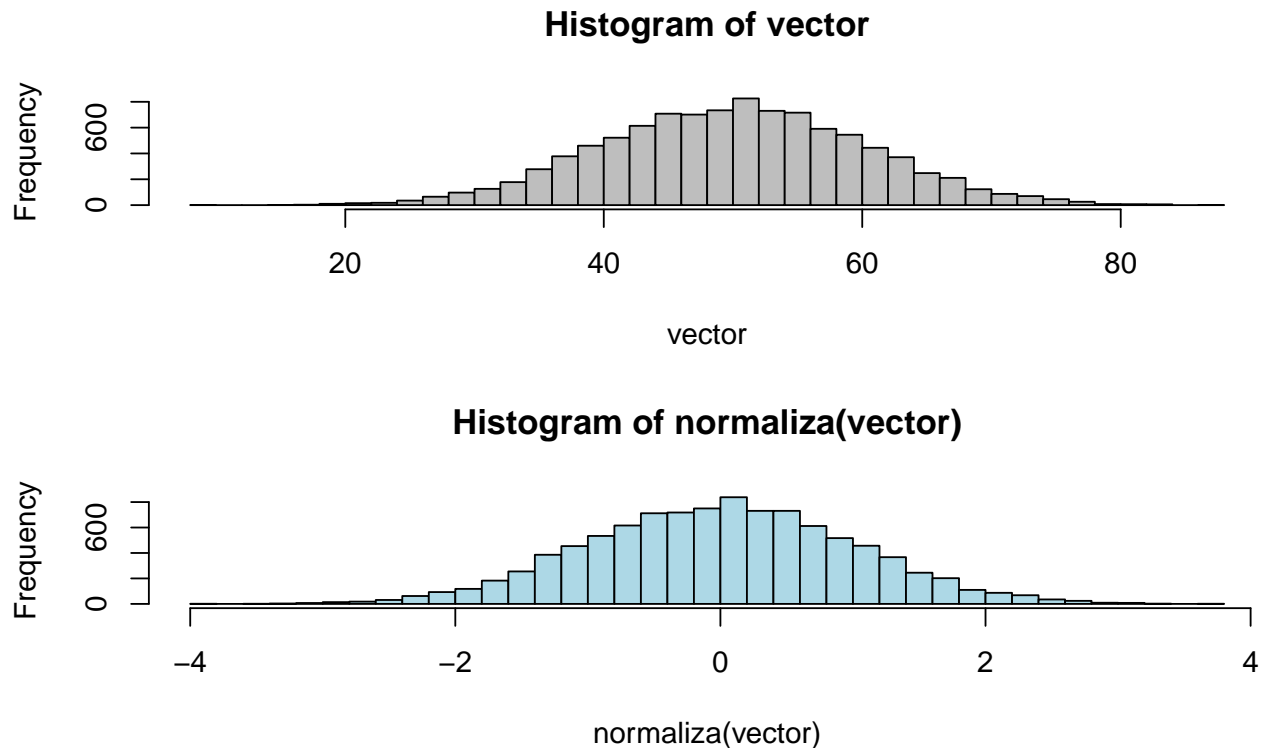 Histogram of vector
Frequency
600
0
20 40 60 80
vector
Histogram of normaliza(vector)
Frequency
600
0
−4 −2 0 2 4
normaliza(vector)